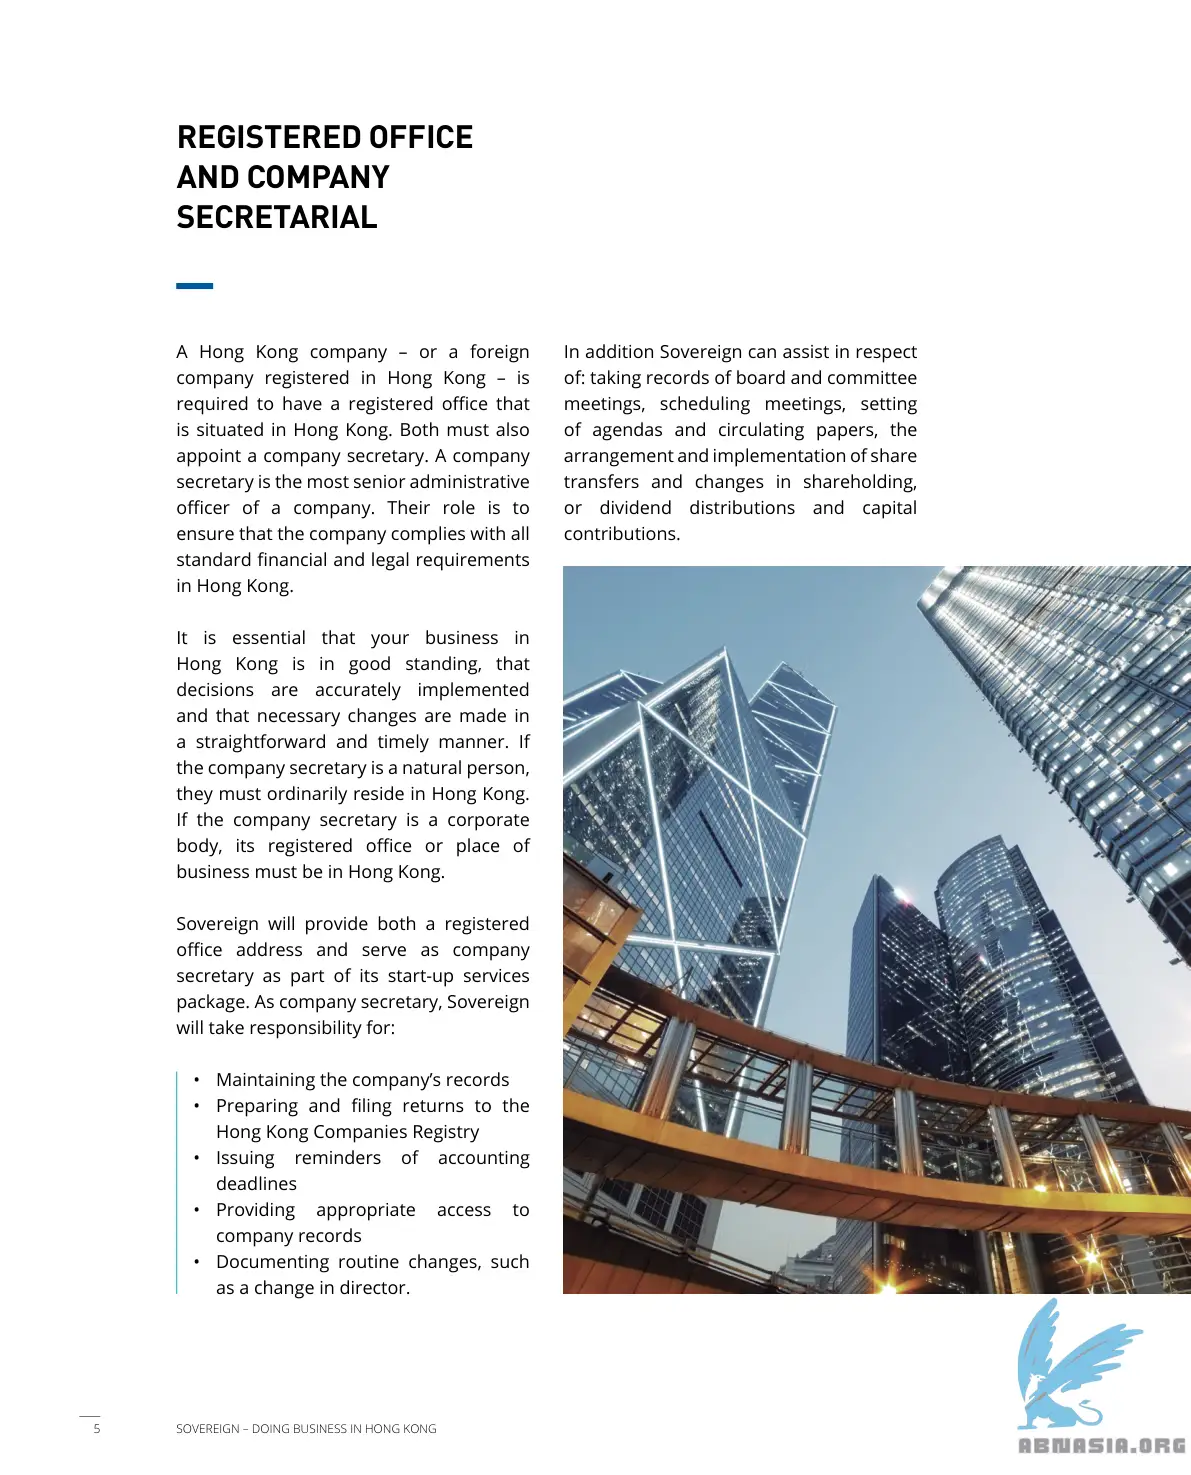 REGISTERED OFFICE
AND COMPANY
SECRETARIAL
A Hong Kong company – or a foreign
company registered in Hong Kong – is
required to have a registered office that
is situated in Hong Kong. Both must also
appoint a company secretary. A company
secretary is the most senior administrative
officer of a company. Their role is to
ensure that the company complies with all
standard financial and legal requirements
in Hong Kong.
It is essential that your business in
Hong Kong is in good standing, that
decisions are accurately implemented
and that necessary changes are made in
a straightforward and timely manner. If
the company secretary is a natural person,
they must ordinarily reside in Hong Kong.
If the company secretary is a corporate
body, its registered office or place of
business must be in Hong Kong.
Sovereign will provide both a registered
office address and serve as company
secretary as part of its start-up services
package. As company secretary, Sovereign
will take responsibility for:
• Maintaining the company’s records
• Preparing and filing returns to the
Hong Kong Companies Registry
• Issuing reminders of accounting
deadlines
• Providing appropriate access to
company records
• Documenting routine changes, such
as a change in director.
In addition Sovereign can assist in respect
of: taking records of board and committee
meetings, scheduling meetings, setting
of agendas and circulating papers, the
arrangement and implementation of share
transfers and changes in shareholding,
or dividend distributions and capital
contributions.
5
SOVEREIGN – DOING BUSINESS IN HONG KONG
ABNASIA.ORG